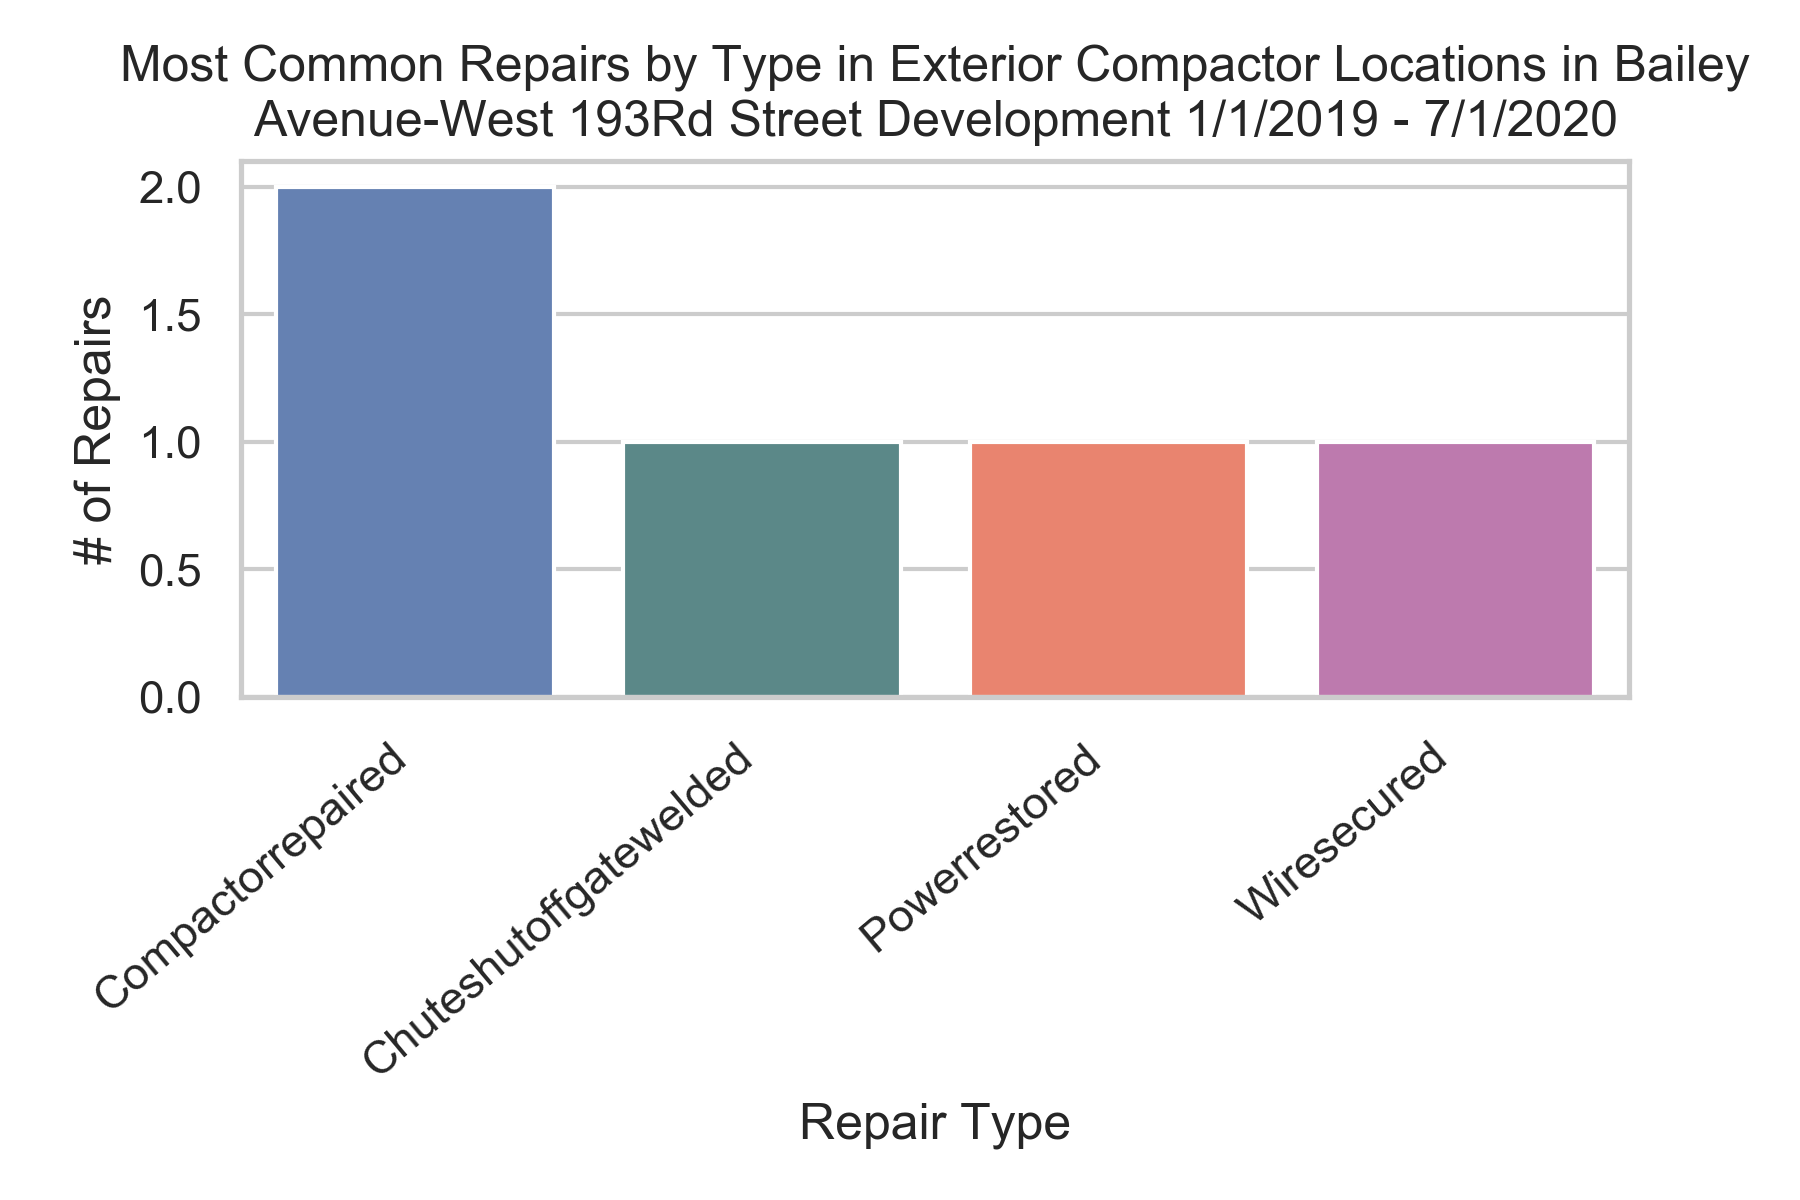 Most Common Repairs by Type in Exterior Compactor Locations in Bailey
Avenue-West 193Rd Street Development 1/1/2019 - 7/1/2020
# of Repairs
2.0
1.5
1.0
0.5
0.0
Compactorrepaired
Chuteshutoffgatewelded
Powerrestored
Wiresecured
Repair Type